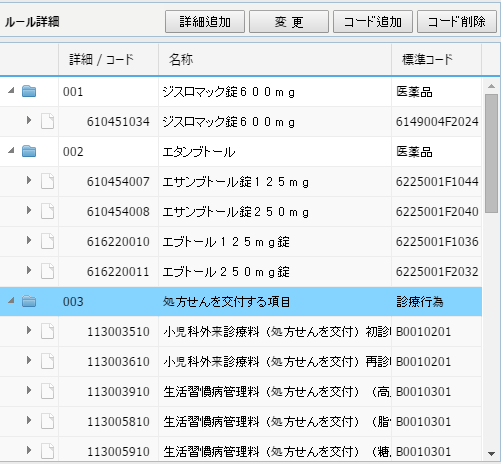 ルール詳細 詳細追加 変 更 コード追加 コード削除
詳細 / コード 名称 標準コード
001 ジスロマック錠６００ｍｇ 医薬品
610451034 ジスロマック錠６００ｍｇ 6149004F2024
002 エタンブトール 医薬品
610454007 エサンブトール錠１２５ｍｇ 6225001F1044
610454008 エサンブトール錠２５０ｍｇ 6225001F2040
616220010 エブトール１２５ｍｇ錠 6225001F1036
616220011 エブトール２５０ｍｇ錠 6225001F2032
003 処方せんを交付する項目 診療行為
113003510 小児科外来診療料（処方せんを交付）初診 B0010201
113003610 小児科外来診療料（処方せんを交付）再診 B0010201
113003910 生活習慣病管理料（処方せんを交付）（高 B0010301
113005810 生活習慣病管理料（処方せんを交付）（脂 B0010301
113005910 生活習慣病管理料（処方せんを交付）（糖 B0010301